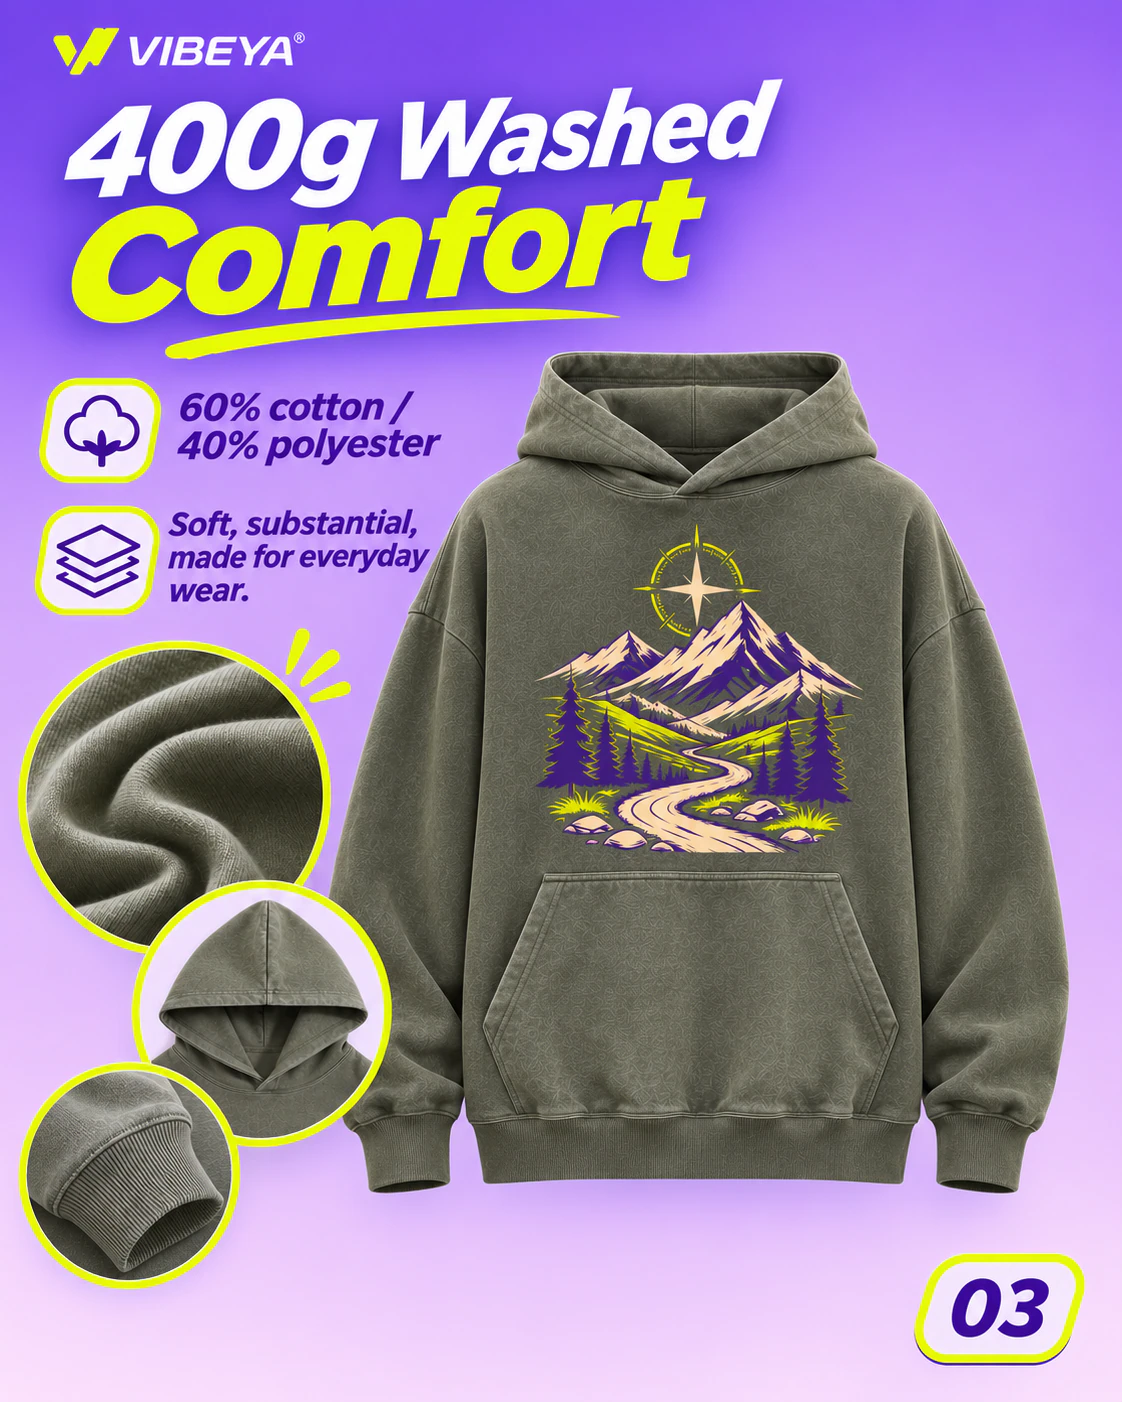 VIBEYA®
400g Washed
Comfort
60% cotton /
40% polyester
Soft, substantial,
made for everyday
wear.
03